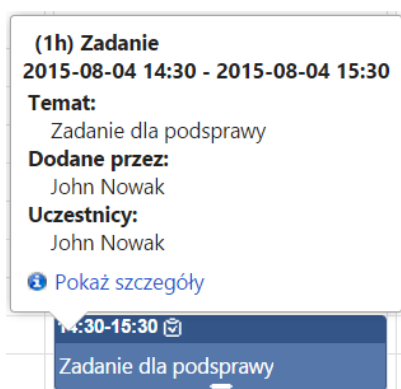 (1h) Zadanie
2015-08-04 14:30 - 2015-08-04 15:30
Temat:
Zadanie dla podsprawy
Dodane przez:
John Nowak
Uczestnicy:
John Nowak
Pokaż szczegóły
14:30-15:30
Zadanie dla podsprawy